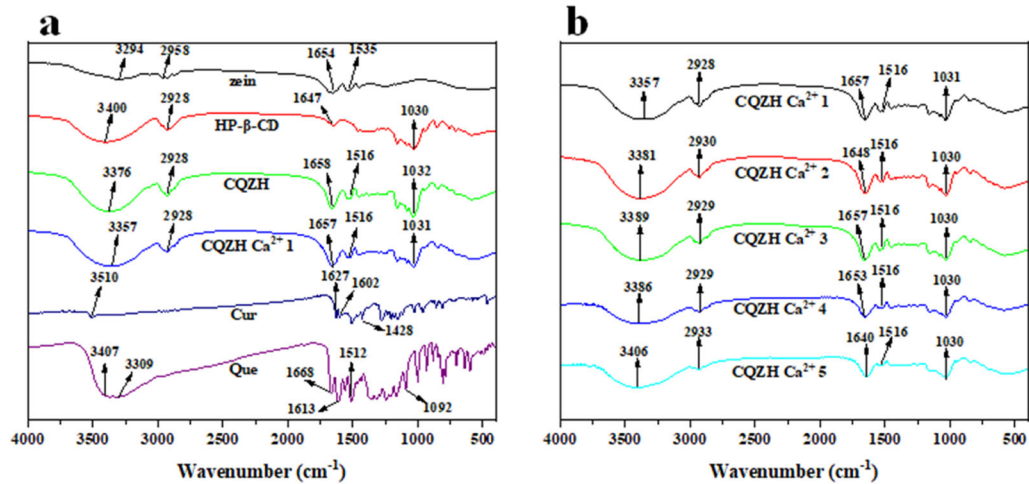 a
3294 2958 1654 1535
zein
3400 2928 1647 1030
HP-β-CD
3376 2928 1658 1516 1032
CQZH
3357 2928 1657 1516 1031
CQZH Ca²⁺ 1
3510 1627 1602
Cur 1428
3407 3309 1512
Que 1668
1613 1092
4000 3500 3000 2500 2000 1500 1000 500
Wavenumber (cm⁻¹)
b
3357 2928 1657 1516 1031
CQZH Ca²⁺ 1
3381 2930 1648 1516 1030
CQZH Ca²⁺ 2
3389 2929 1657 1516 1030
CQZH Ca²⁺ 3
3386 2929 1653 1516 1030
CQZH Ca²⁺ 4
3406 2933 1640 1516 1030
CQZH Ca²⁺ 5
4000 3500 3000 2500 2000 1500 1000 500
Wavenumber (cm⁻¹)